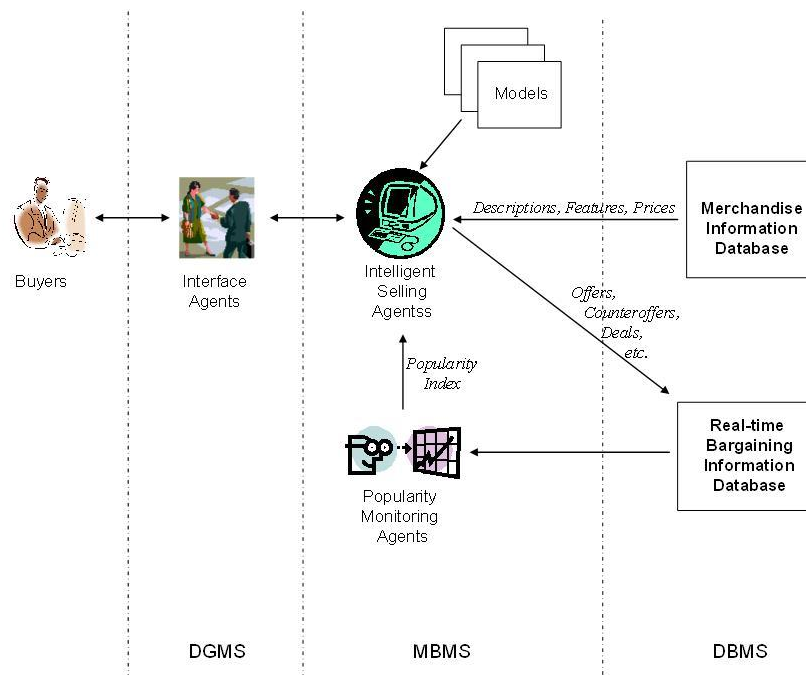 Models
Descriptions, Features, Prices
Merchandise
Information
Database
Buyers
Interface
Agents
Intelligent
Selling
Agentss
Offers,
Counteroffers,
Deals,
etc.
Popularity
Index
Real-time
Bargaining
Information
Database
Popularity
Monitoring
Agents
DGMS
MBMS
DBMS